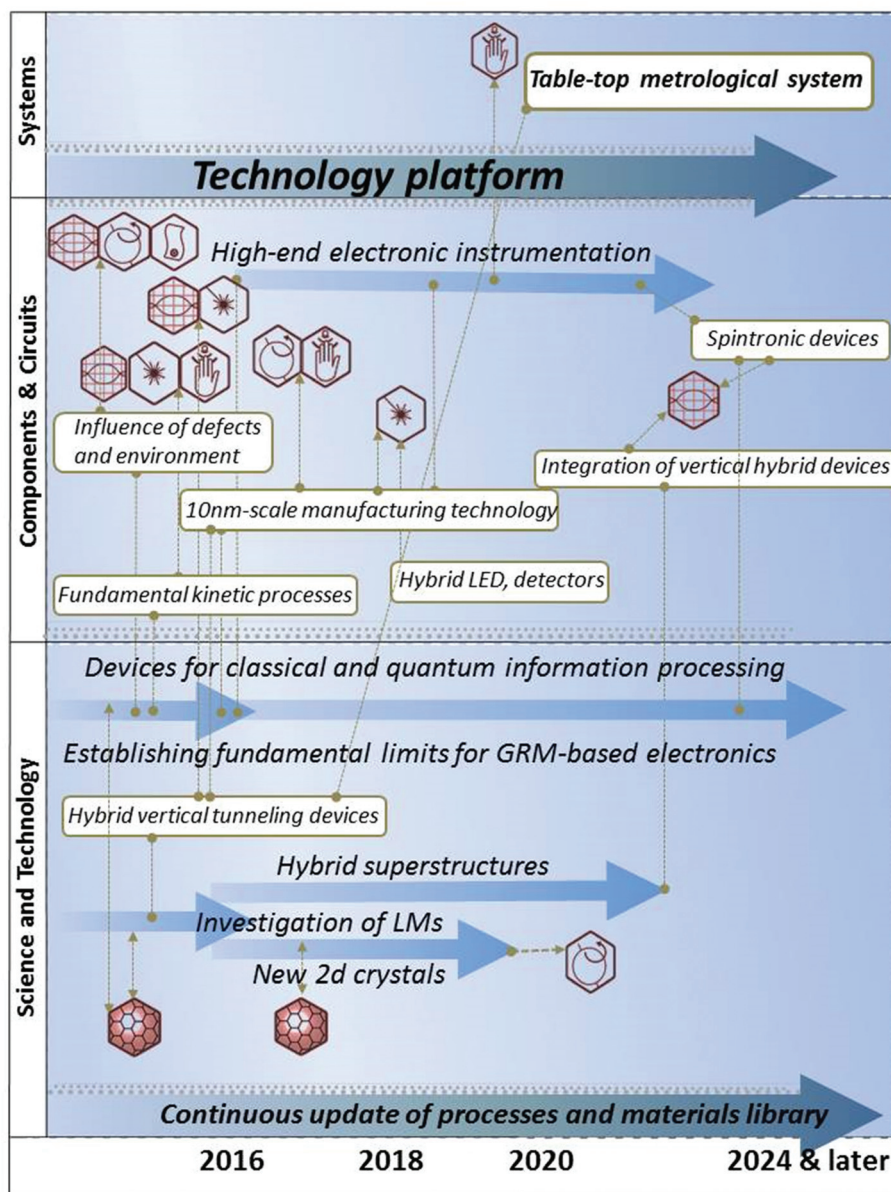 Systems
Table-top metrological system
Technology platform
Components & Circuits
High-end electronic instrumentation
Spintronic devices
Influence of defects
and environment
Integration of vertical hybrid devices
10nm-scale manufacturing technology
Hybrid LED, detectors
Fundamental kinetic processes
Science and Technology
Devices for classical and quantum information processing
Establishing fundamental limits for GRM-based electronics
Hybrid vertical tunneling devices
Hybrid superstructures
Investigation of LMs
New 2d crystals
Continuous update of processes and materials library
2016 2018 2020 2024 & later